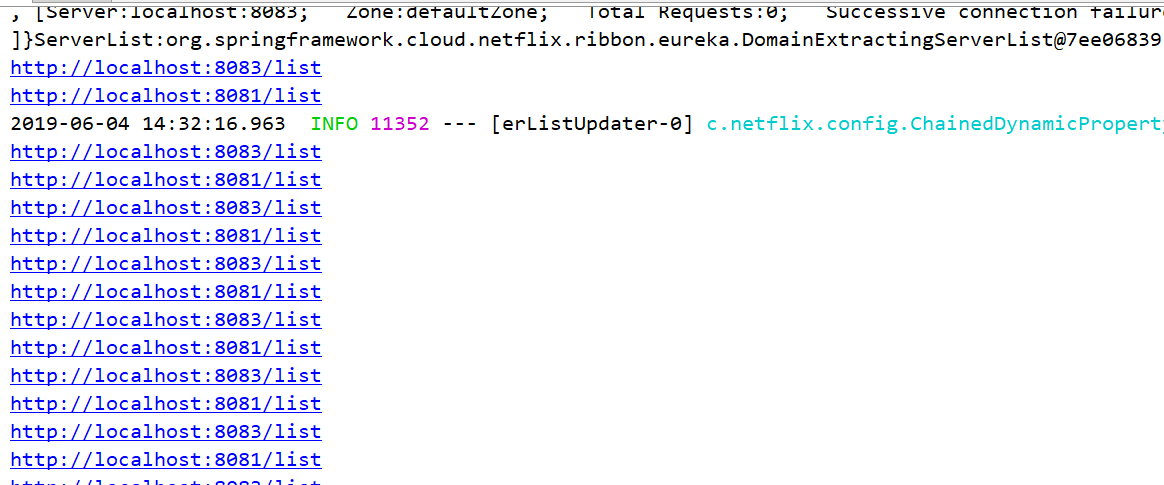 , [Server:localhost:8083;   Zone:defaultZone;   Total Requests:0;   Successive connection failur
]}ServerList:org.springframework.cloud.netflix.ribbon.eureka.DomainExtractingServerList@7ee06839
http://localhost:8083/list
http://localhost:8081/list
2019-06-04 14:32:16.963  INFO 11352 --- [erListUpdater-0] c.netflix.config.ChainedDynamicProperty
http://localhost:8083/list
http://localhost:8081/list
http://localhost:8083/list
http://localhost:8081/list
http://localhost:8083/list
http://localhost:8081/list
http://localhost:8083/list
http://localhost:8081/list
http://localhost:8083/list
http://localhost:8081/list
http://localhost:8083/list
http://localhost:8081/list